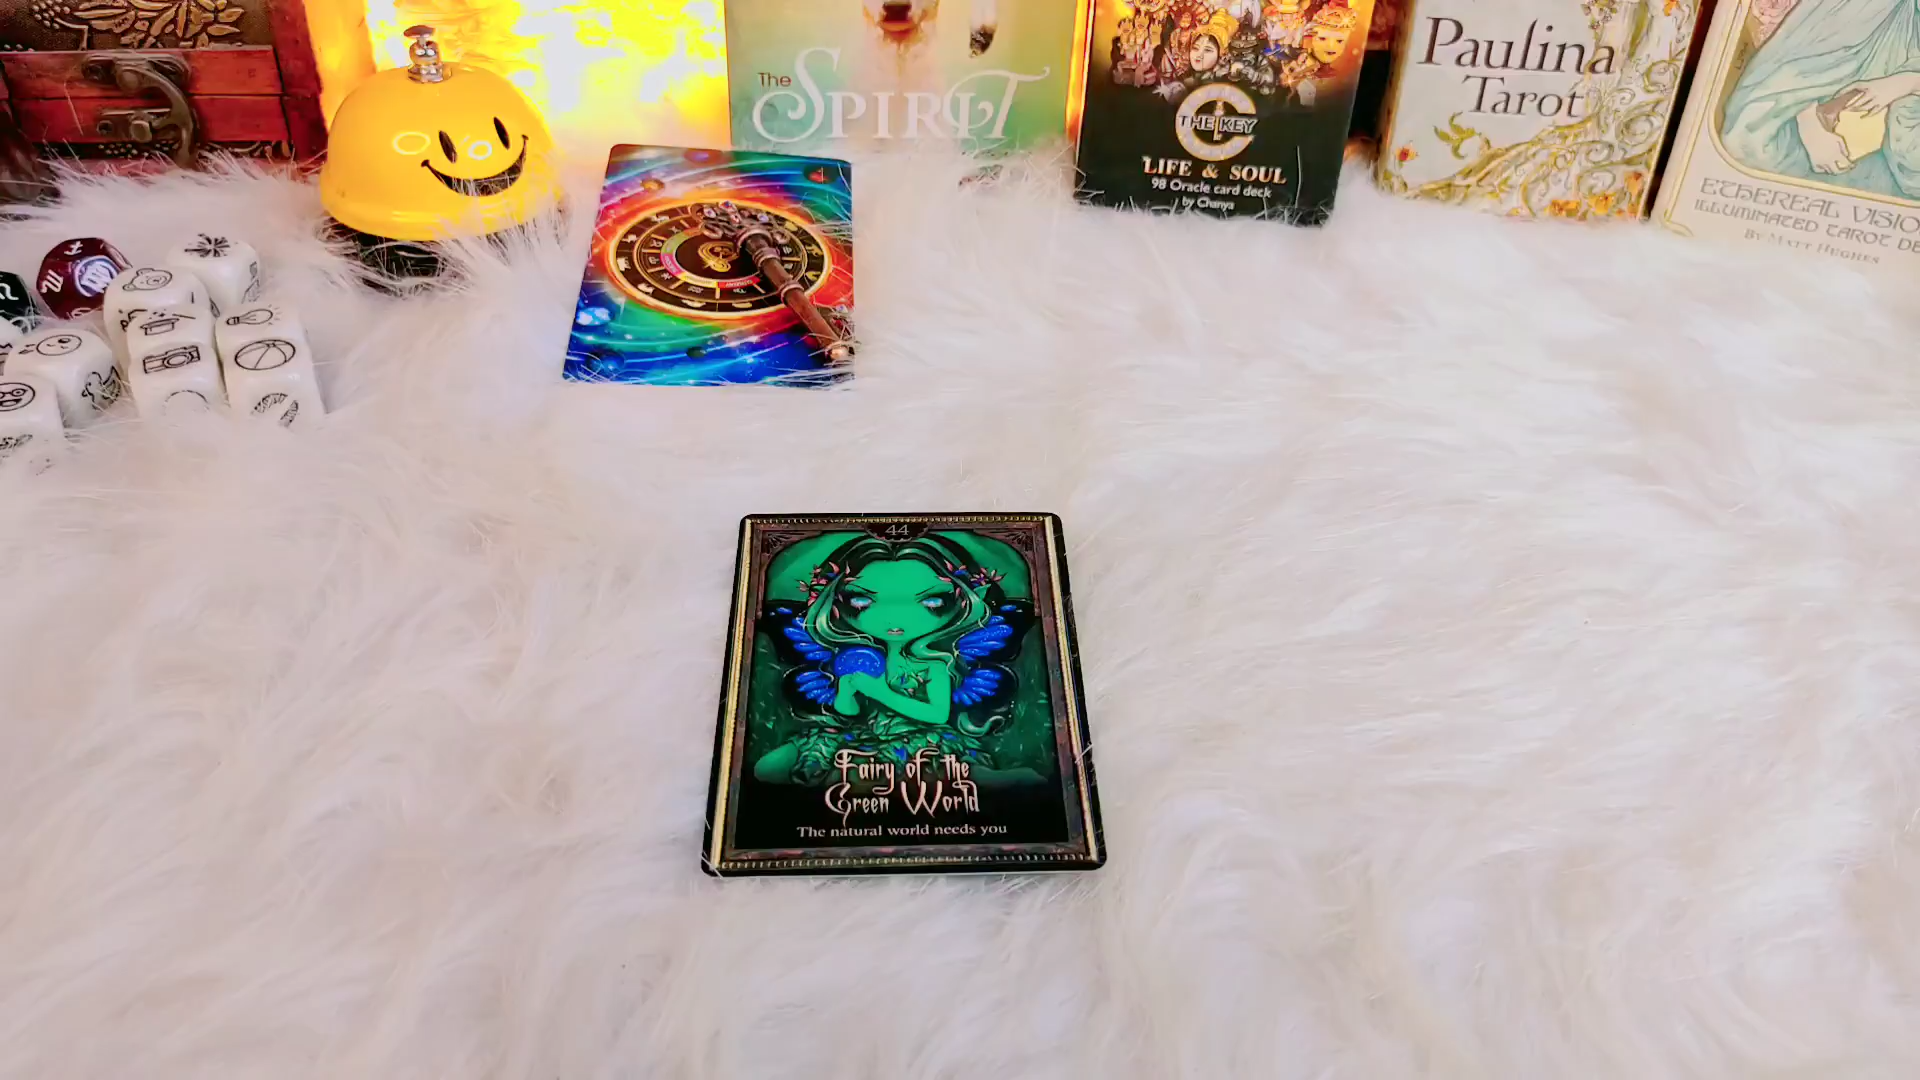 The
SPIRIT
THE KEY
LIFE & SOUL
98 Oracle card deck
by Chanya
Paulina
Tarot
ETHEREAL VISIO
ILLUMINATED TAROT DE
BY MATT HUGHES
44
Fairy of the
Green World
The natural world needs you